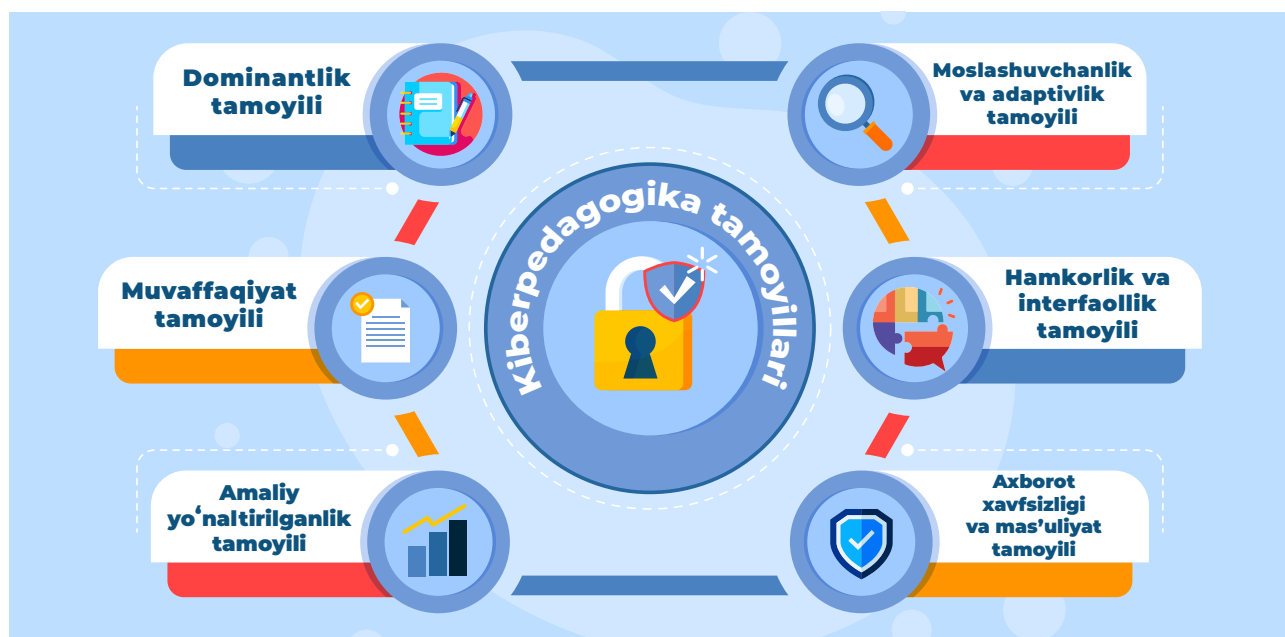 Dominantlik
tamoyili
Moslashuvchanlik
va adaptivlik
tamoyili
Kiberpedagogika tamoyillari
Muvaffaqiyat
tamoyili
Hamkorlik va
interfaollik
tamoyili
Amaliy
yo‘naltirilganlik
tamoyili
Axborot
xavfsizligi
va mas’uliyat
tamoyili